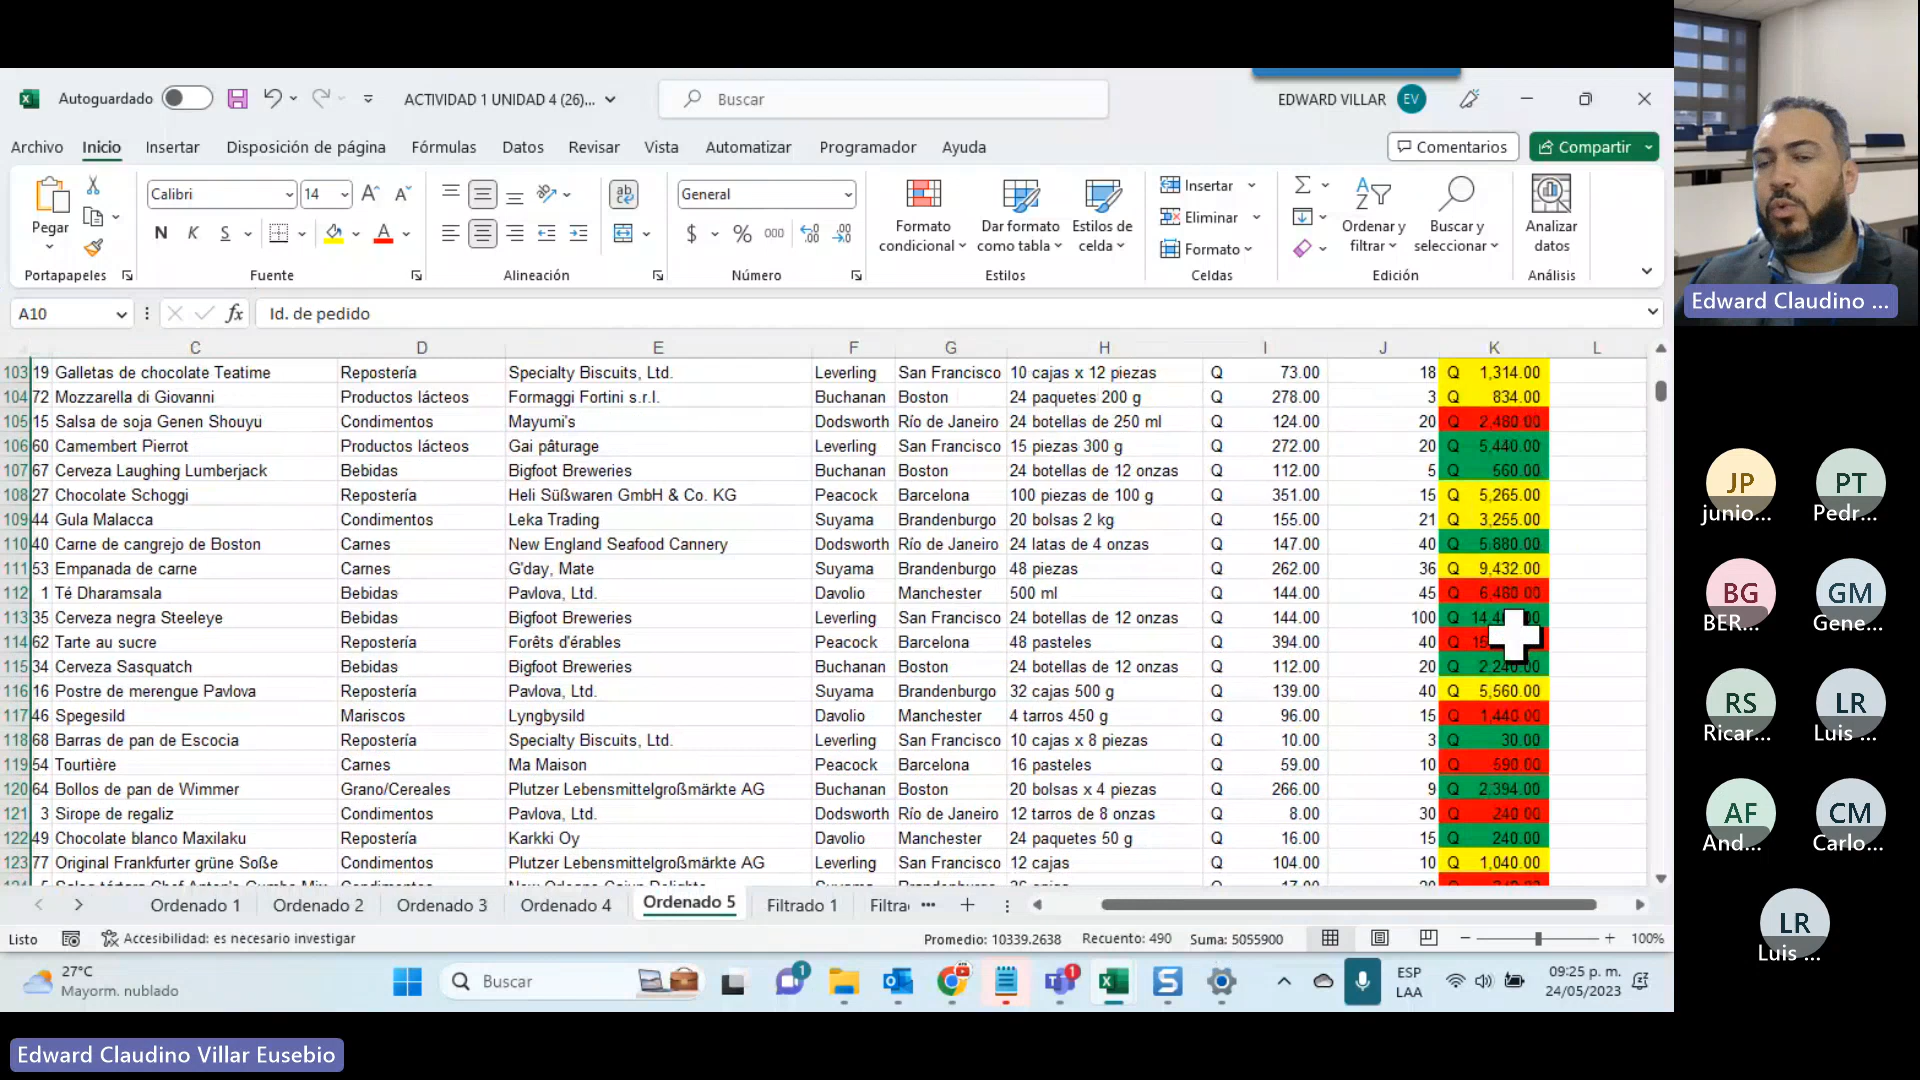 Autoguardado
ACTIVIDAD 1 UNIDAD 4 (26)...
Buscar
EDWARD VILLAR EV
Archivo Inicio Insertar Disposición de página Fórmulas Datos Revisar Vista Automatizar Programador Ayuda
Comentarios Compartir
Pegar
Portapapeles
Calibri 14
N K S
Fuente
Alineación
General
$ % 000
Número
Formato condicional
Dar formato como tabla
Estilos de celda
Estilos
Insertar
Eliminar
Formato
Celdas
Ordenar y filtrar
Buscar y seleccionar
Edición
Analizar datos
Análisis
A10 fx Id. de pedido
C D E F G H I J K L
103 19 Galletas de chocolate Teatime Repostería Specialty Biscuits, Ltd. Leverling San Francisco 10 cajas x 12 piezas Q 73.00 18 Q 1,314.00
104 72 Mozzarella di Giovanni Productos lácteos Formaggi Fortini s.r.l. Buchanan Boston 24 paquetes 200 g Q 278.00 3 Q 834.00
105 15 Salsa de soja Genen Shouyu Condimentos Mayumi's Dodsworth Río de Janeiro 24 botellas de 250 ml Q 124.00 20 Q 2,480.00
106 60 Camembert Pierrot Productos lácteos Gai pâturage Leverling San Francisco 15 piezas 300 g Q 272.00 20 Q 5,440.00
107 67 Cerveza Laughing Lumberjack Bebidas Bigfoot Breweries Buchanan Boston 24 botellas de 12 onzas Q 112.00 5 Q 560.00
108 27 Chocolate Schoggi Repostería Heli Süßwaren GmbH & Co. KG Peacock Barcelona 100 piezas de 100 g Q 351.00 15 Q 5,265.00
109 44 Gula Malacca Condimentos Leka Trading Suyama Brandenburgo 20 bolsas 2 kg Q 155.00 21 Q 3,255.00
110 40 Carne de cangrejo de Boston Carnes New England Seafood Cannery Dodsworth Río de Janeiro 24 latas de 4 onzas Q 147.00 40 Q 5,880.00
111 53 Empanada de carne Carnes G'day, Mate Suyama Brandenburgo 48 piezas Q 262.00 36 Q 9,432.00
112 1 Té Dharamsala Bebidas Pavlova, Ltd. Davolio Manchester 500 ml Q 144.00 45 Q 6,480.00
113 35 Cerveza negra Steeleye Bebidas Bigfoot Breweries Leverling San Francisco 24 botellas de 12 onzas Q 144.00 100 Q
114 62 Tarte au sucre Repostería Forêts d'érables Peacock Barcelona 48 pasteles Q 394.00 40 Q
115 34 Cerveza Sasquatch Bebidas Bigfoot Breweries Buchanan Boston 24 botellas de 12 onzas Q 112.00 20 Q 2,240.00
116 16 Postre de merengue Pavlova Repostería Pavlova, Ltd. Suyama Brandenburgo 32 cajas 500 g Q 139.00 40 Q 5,560.00
117 46 Spegesild Mariscos Lyngbysild Davolio Manchester 4 tarros 450 g Q 96.00 15 Q 1,440.00
118 68 Barras de pan de Escocia Repostería Specialty Biscuits, Ltd. Leverling San Francisco 10 cajas x 8 piezas Q 10.00 3 Q 30.00
119 54 Tourtière Carnes Ma Maison Peacock Barcelona 16 pasteles Q 59.00 10 Q 590.00
120 64 Bollos de pan de Wimmer Grano/Cereales Plutzer Lebensmittelgroßmärkte AG Buchanan Boston 20 bolsas x 4 piezas Q 266.00 9 Q 2,394.00
121 3 Sirope de regaliz Condimentos Pavlova, Ltd. Dodsworth Río de Janeiro 12 tarros de 8 onzas Q 8.00 30 Q 240.00
122 49 Chocolate blanco Maxilaku Repostería Karkki Oy Davolio Manchester 24 paquetes 50 g Q 16.00 15 Q 240.00
123 77 Original Frankfurter grüne Soße Condimentos Plutzer Lebensmittelgroßmärkte AG Leverling San Francisco 12 cajas Q 104.00 10 Q 1,040.00
Ordenado 1 Ordenado 2 Ordenado 3 Ordenado 4 Ordenado 5 Filtrado 1 Filtra
Listo Accesibilidad: es necesario investigar Promedio: 10339.2638 Recuento: 490 Suma: 5055900 100%
27°C
Mayorm. nublado
Buscar
1
1
ESP
LAA
09:25 p. m.
24/05/2023
Edward Claudino ...
JP PT
junio... Pedr...
BG GM
BER... Gene...
RS LR
Ricar... Luis ...
AF CM
And... Carlo...
LR
Luis ...
Edward Claudino Villar Eusebio